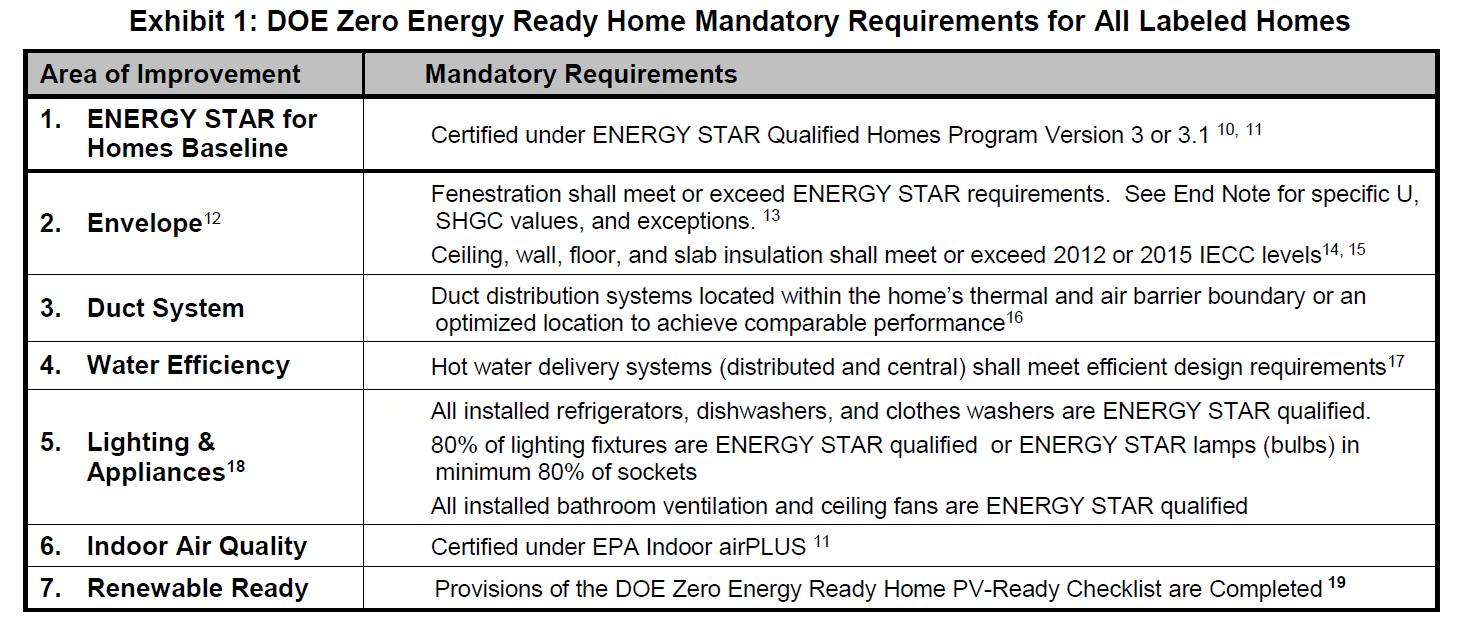 Exhibit 1: DOE Zero Energy Ready Home Mandatory Requirements for All Labeled Homes
Area of Improvement Mandatory Requirements
1. ENERGY STAR for
Homes Baseline
Certified under ENERGY STAR Qualified Homes Program Version 3 or 3.1 10, 11
2. Envelope12
Fenestration shall meet or exceed ENERGY STAR requirements.  See End Note for specific U,
SHGC values, and exceptions. 13
Ceiling, wall, floor, and slab insulation shall meet or exceed 2012 or 2015 IECC levels14, 15
3. Duct System
Duct distribution systems located within the home's thermal and air barrier boundary or an
optimized location to achieve comparable performance16
4. Water Efficiency
Hot water delivery systems (distributed and central) shall meet efficient design requirements17
5. Lighting &
Appliances18
All installed refrigerators, dishwashers, and clothes washers are ENERGY STAR qualified.
80% of lighting fixtures are ENERGY STAR qualified  or ENERGY STAR lamps (bulbs) in
minimum 80% of sockets
All installed bathroom ventilation and ceiling fans are ENERGY STAR qualified
6. Indoor Air Quality
Certified under EPA Indoor airPLUS 11
7. Renewable Ready
Provisions of the DOE Zero Energy Ready Home PV-Ready Checklist are Completed 19